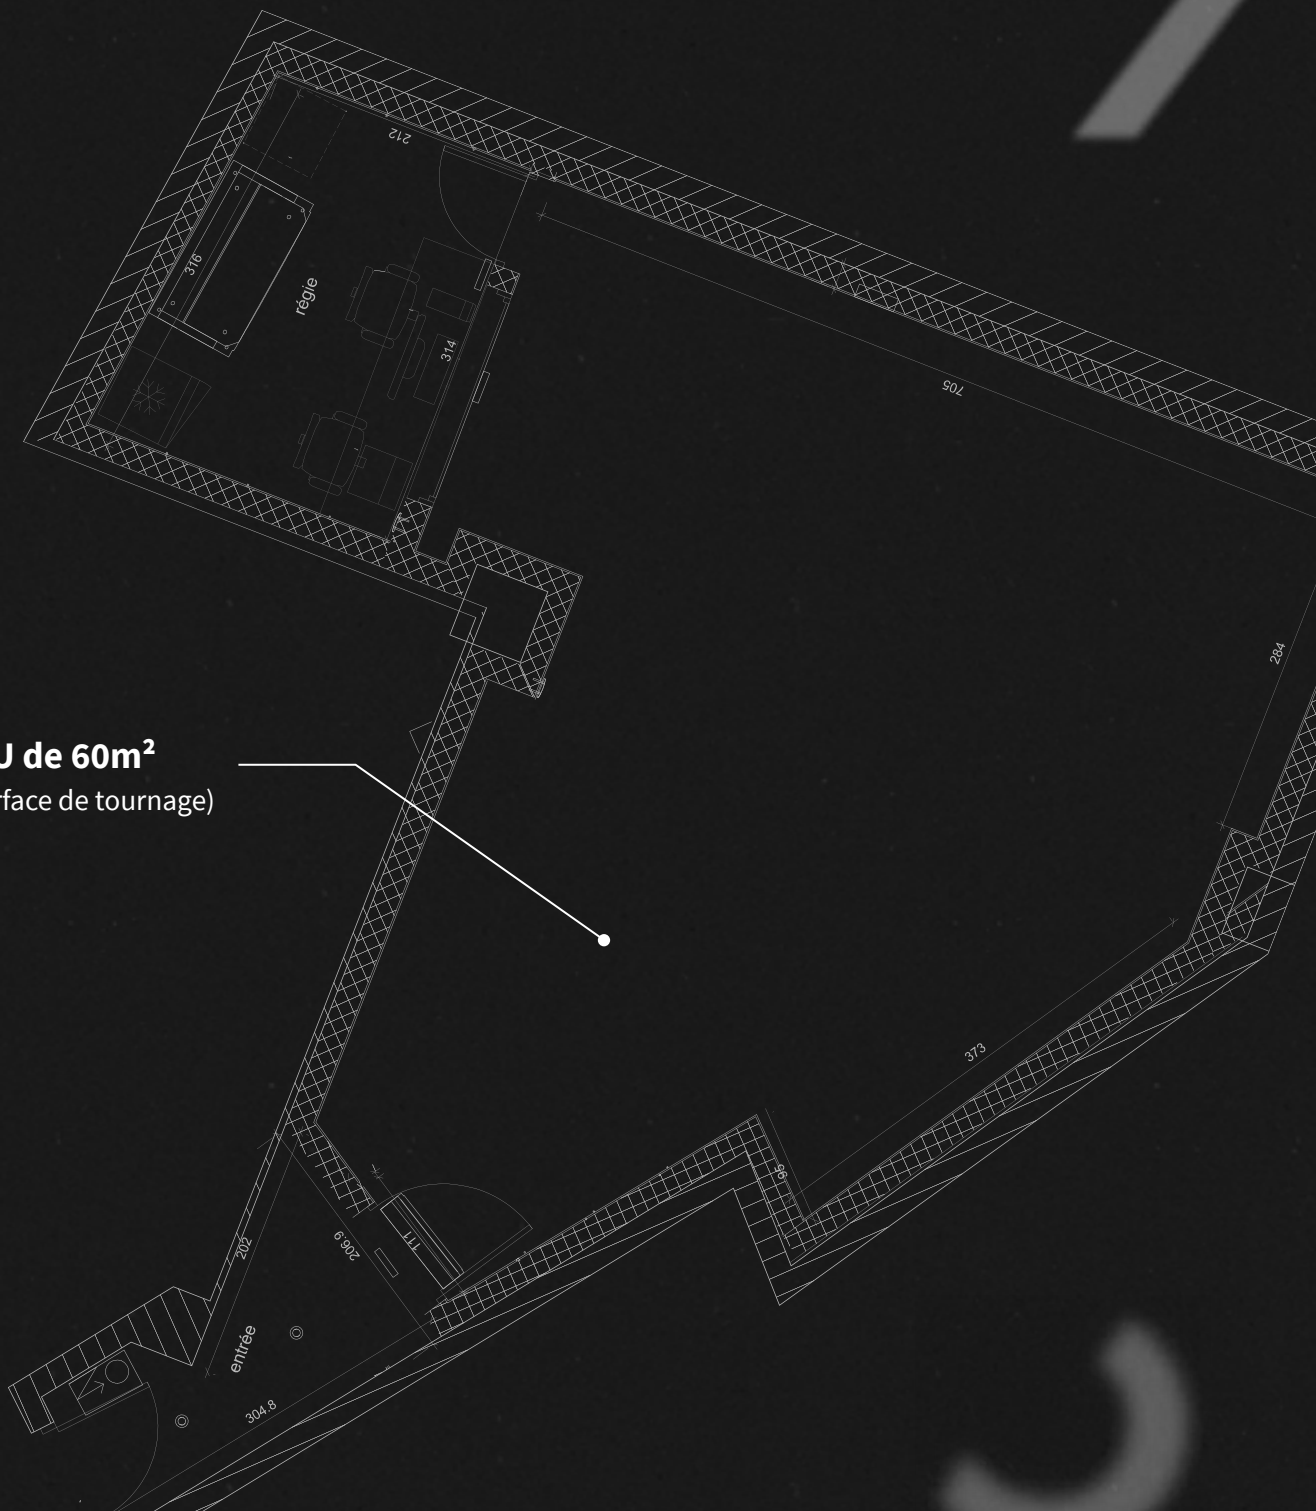 212
316
régie
314
705
284
U de 60m²
rface de tournage)
373
95
111
206.9
202
entrée
304.8